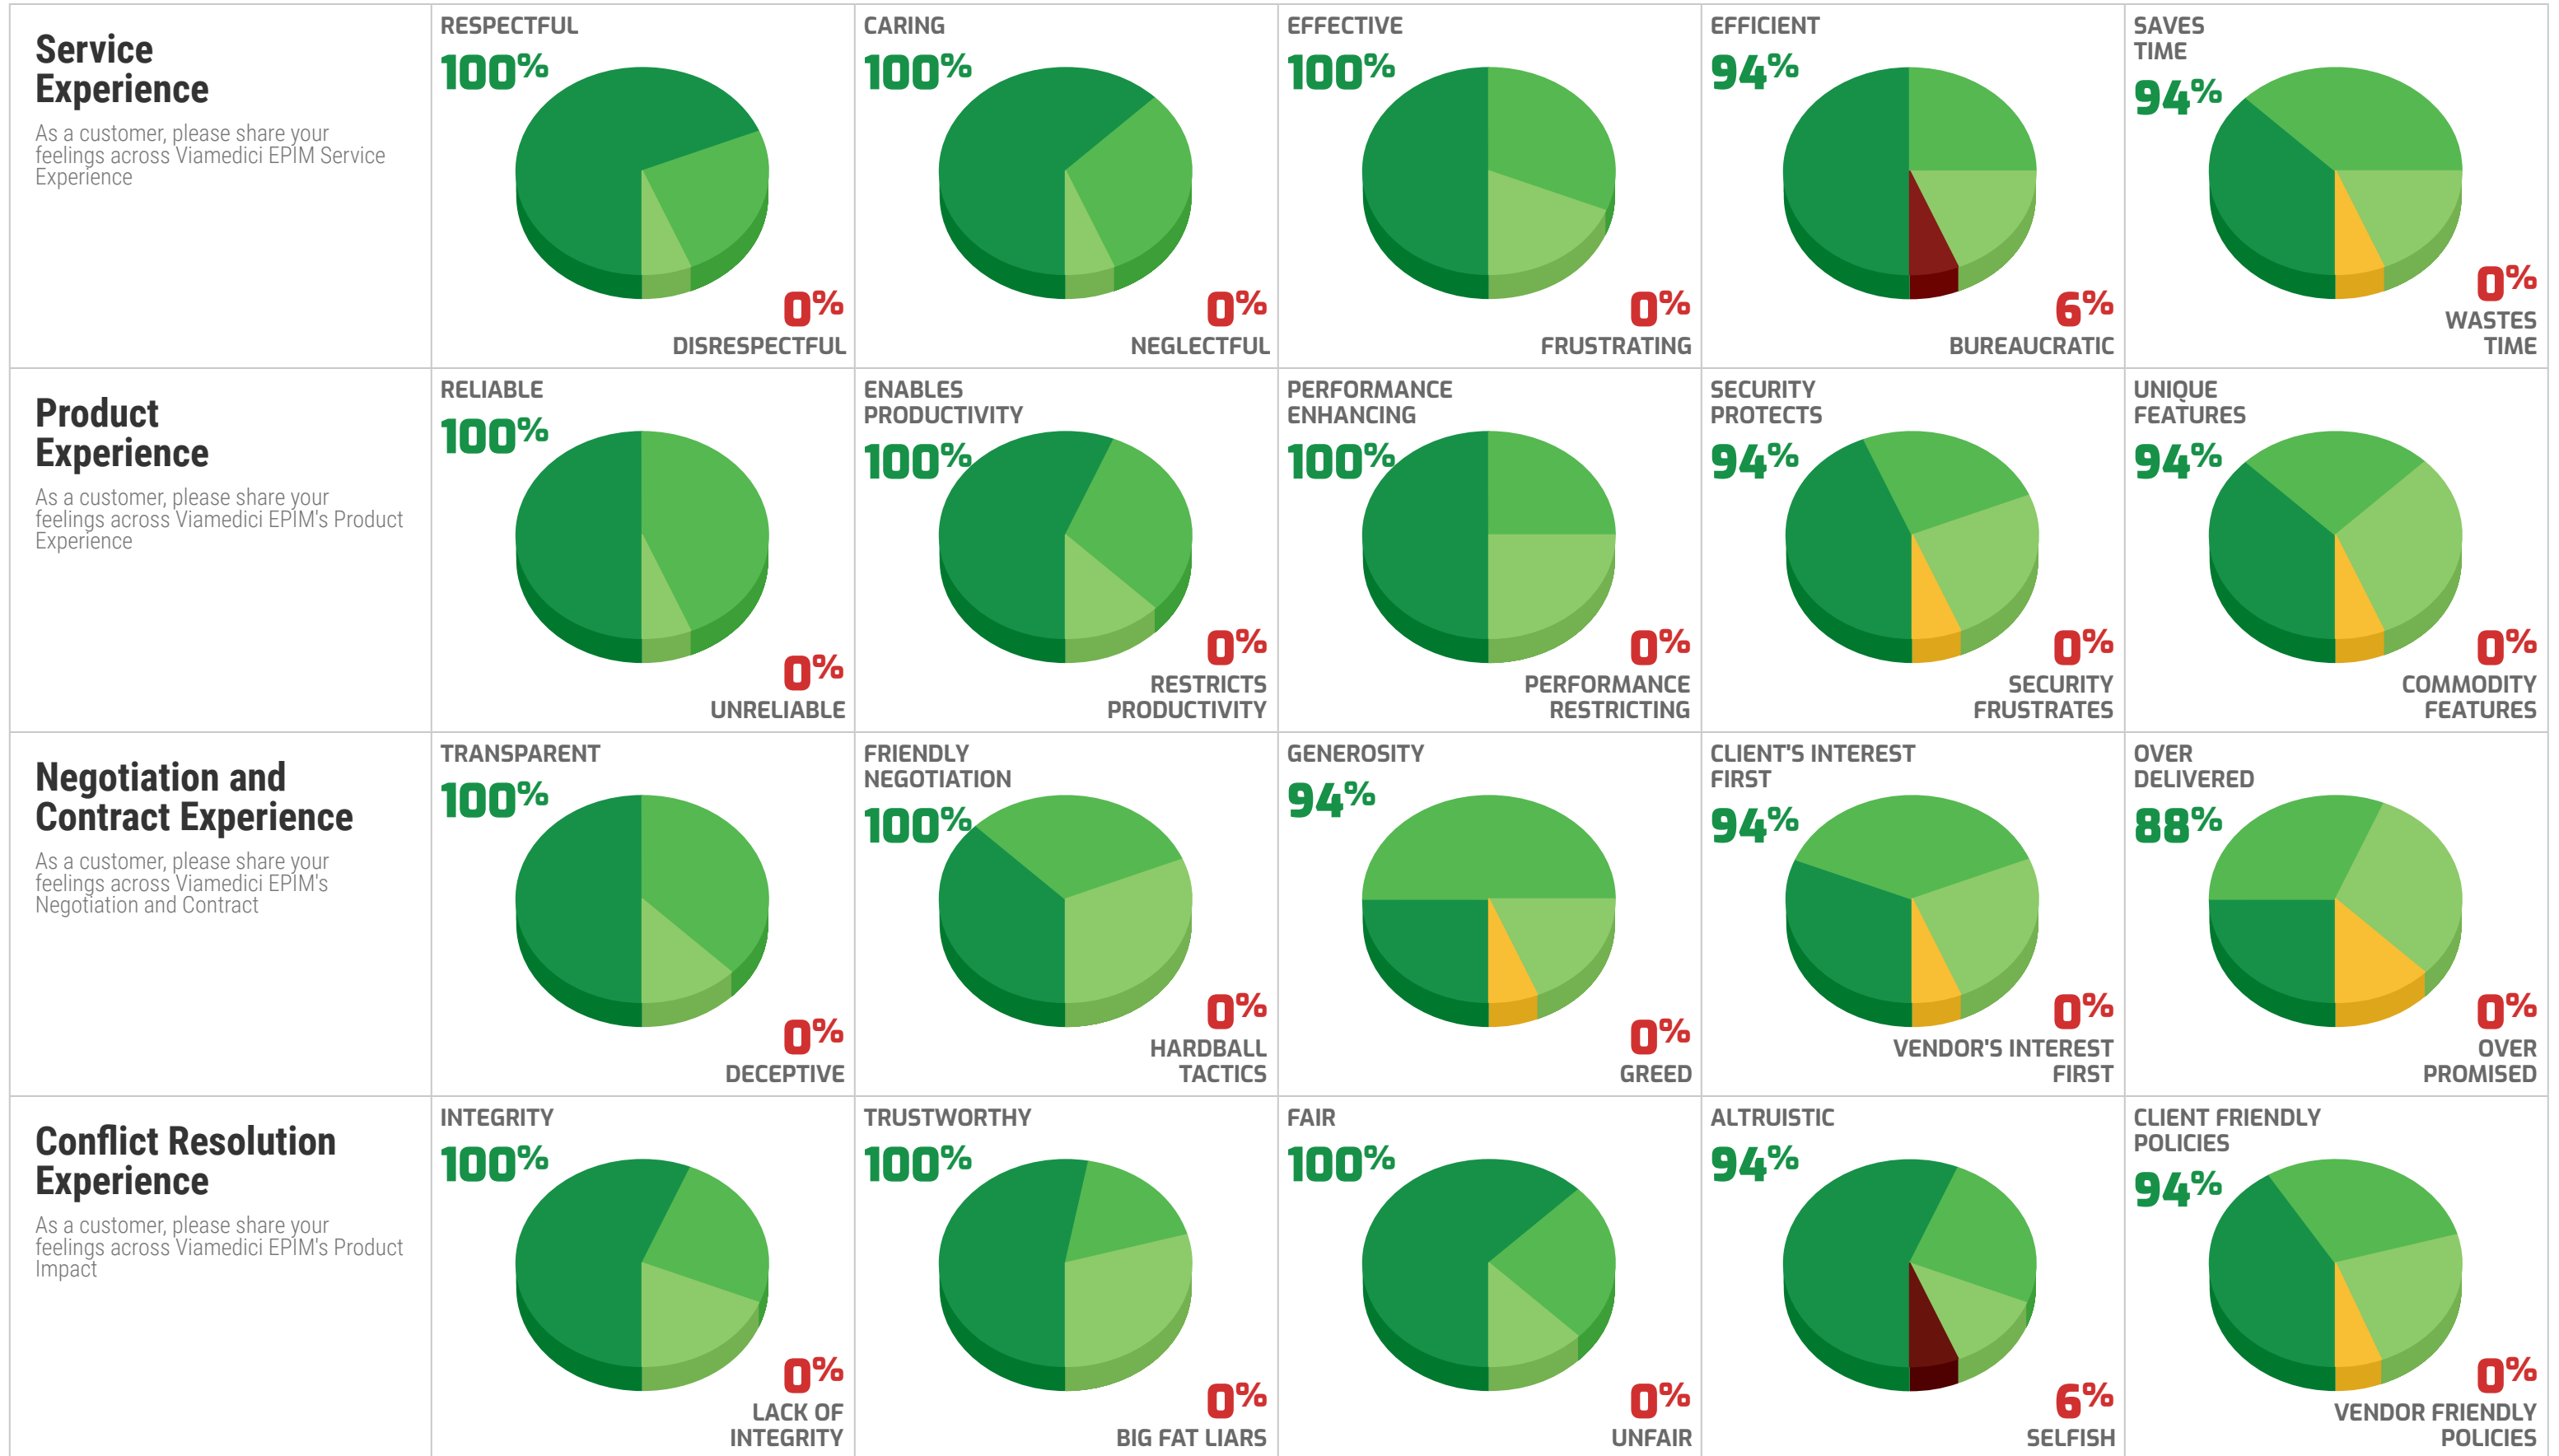 Service
Experience
As a customer, please share your
feelings across Viamedici EPIM Service
Experience
RESPECTFUL
100%
0%
DISRESPECTFUL
CARING
100%
0%
NEGLECTFUL
EFFECTIVE
100%
0%
FRUSTRATING
EFFICIENT
94%
6%
BUREAUCRATIC
SAVES
TIME
94%
0%
WASTES
TIME
Product
Experience
As a customer, please share your
feelings across Viamedici EPIM's Product
Experience
RELIABLE
100%
0%
UNRELIABLE
ENABLES
PRODUCTIVITY
100%
0%
RESTRICTS
PRODUCTIVITY
PERFORMANCE
ENHANCING
100%
0%
PERFORMANCE
RESTRICTING
SECURITY
PROTECTS
94%
0%
SECURITY
FRUSTRATES
UNIQUE
FEATURES
94%
0%
COMMODITY
FEATURES
Negotiation and
Contract Experience
As a customer, please share your
feelings across Viamedici EPIM's
Negotiation and Contract
TRANSPARENT
100%
0%
DECEPTIVE
FRIENDLY
NEGOTIATION
100%
0%
HARDBALL
TACTICS
GENEROSITY
94%
0%
GREED
CLIENT'S INTEREST
FIRST
94%
0%
VENDOR'S INTEREST
FIRST
OVER
DELIVERED
88%
0%
OVER
PROMISED
Conflict Resolution
Experience
As a customer, please share your
feelings across Viamedici EPIM's Product
Impact
INTEGRITY
100%
0%
LACK OF
INTEGRITY
TRUSTWORTHY
100%
0%
BIG FAT LIARS
FAIR
100%
0%
UNFAIR
ALTRUISTIC
94%
6%
SELFISH
CLIENT FRIENDLY
POLICIES
94%
0%
VENDOR FRIENDLY
POLICIES